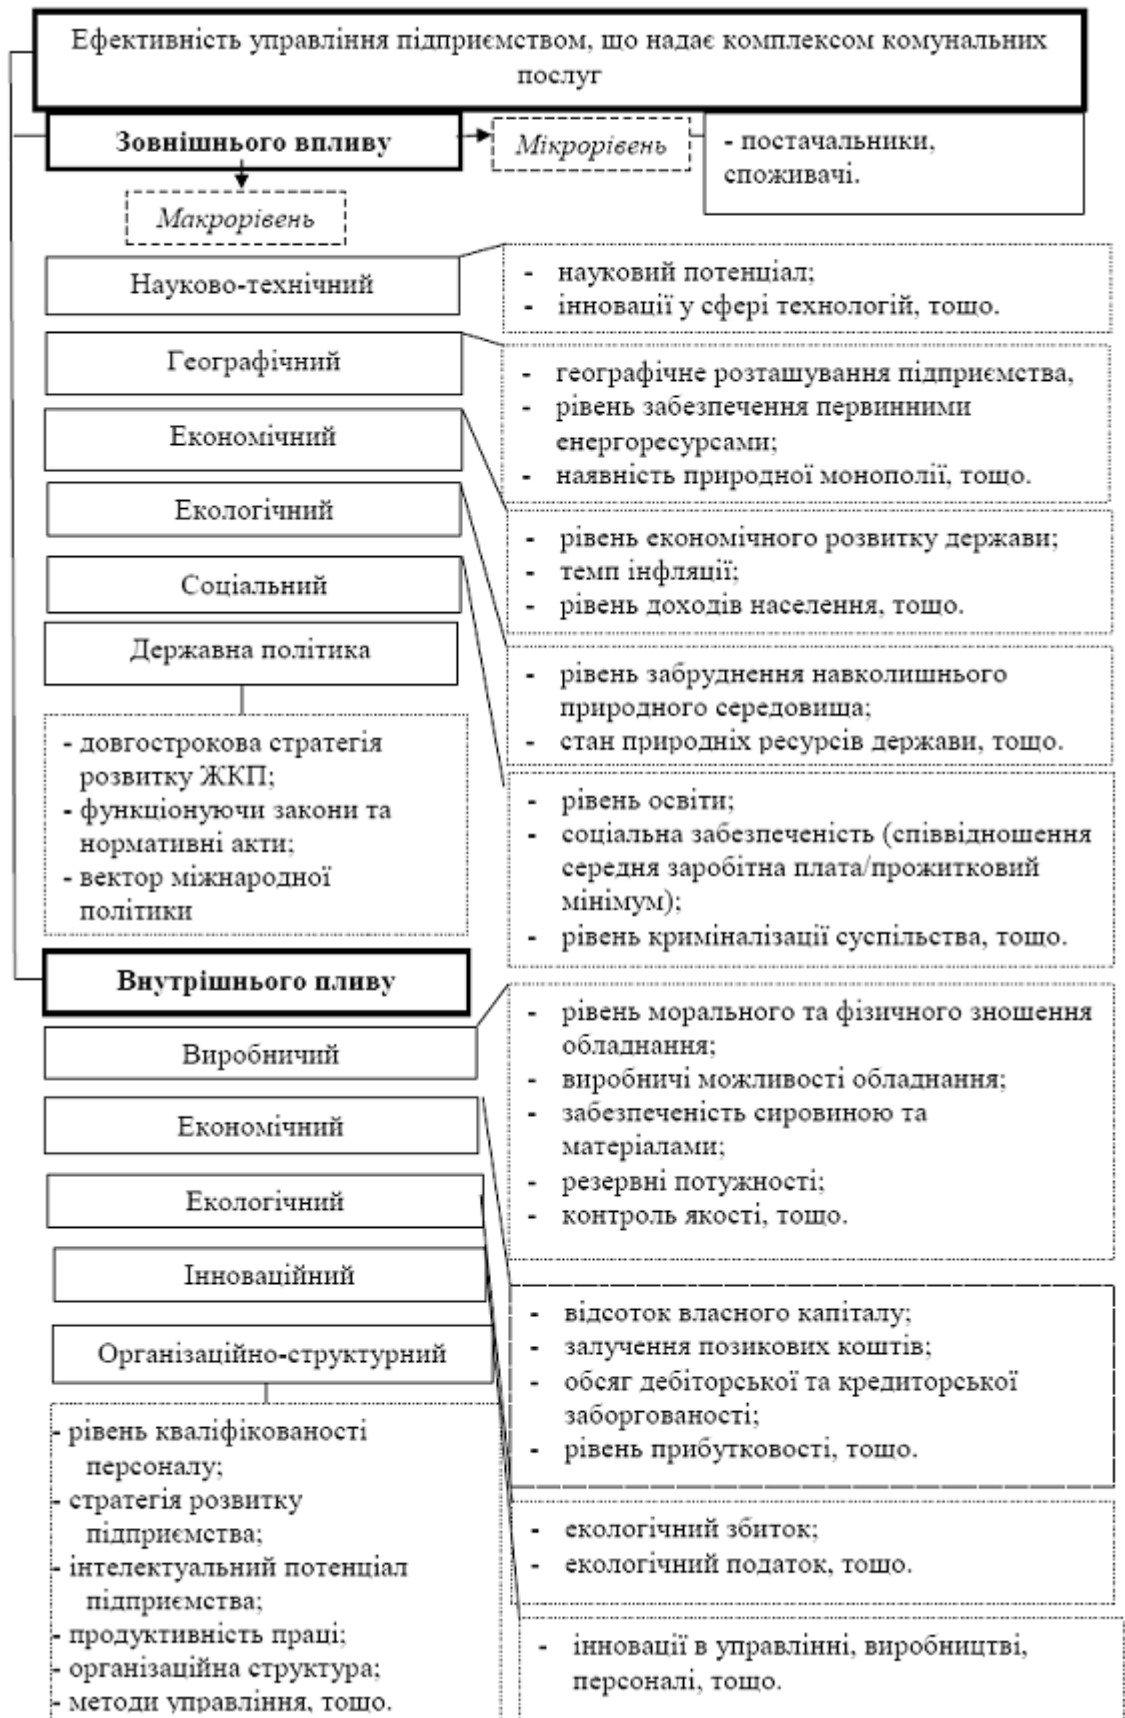 Ефективність управління підприємством, що надає комплексом комунальних
послуг
Зовнішнього впливу
Мікрорівень
- постачальники,
споживачі.
Макрорівень
Науково-технічний
- науковий потенціал;
- інновації у сфері технологій, тощо.
Географічний
- географічне розташування підприємства,
- рівень забезпечення первинними
енергоресурсами;
- наявність природної монополії, тощо.
Економічний
- рівень економічного розвитку держави;
- темп інфляції;
- рівень доходів населення, тощо.
Екологічний
- рівень забруднення навколишнього
природного середовища;
- стан природніх ресурсів держави, тощо.
Соціальний
- рівень освіти;
- соціальна забезпеченість (співвідношення
середня заробітна плата/прожитковий
мінімум);
- рівень криміналізації суспільства, тощо.
Державна політика
- довгострокова стратегія
розвитку ЖКП;
- функціонуючи закони та
нормативні акти;
- вектор міжнародної
політики
Внутрішнього пливу
Виробничий
- рівень морального та фізичного зношення
обладнання;
- виробничі можливості обладнання;
- забезпеченість сировиною та
матеріалами;
- резервні потужності;
- контроль якості, тощо.
Економічний
- відсоток власного капіталу;
- залучення позикових коштів;
- обсяг дебіторської та кредиторської
заборгованості;
- рівень прибутковості, тощо.
Екологічний
- екологічний збиток;
- екологічний податок, тощо.
Інноваційний
- інновації в управлінні, виробництві,
персоналі, тощо.
Організаційно-структурний
- рівень кваліфікованості
персоналу;
- стратегія розвитку
підприємства;
- інтелектуальний потенціал
підприємства;
- продуктивність праці;
- організаційна структура;
- методи управління, тощо.